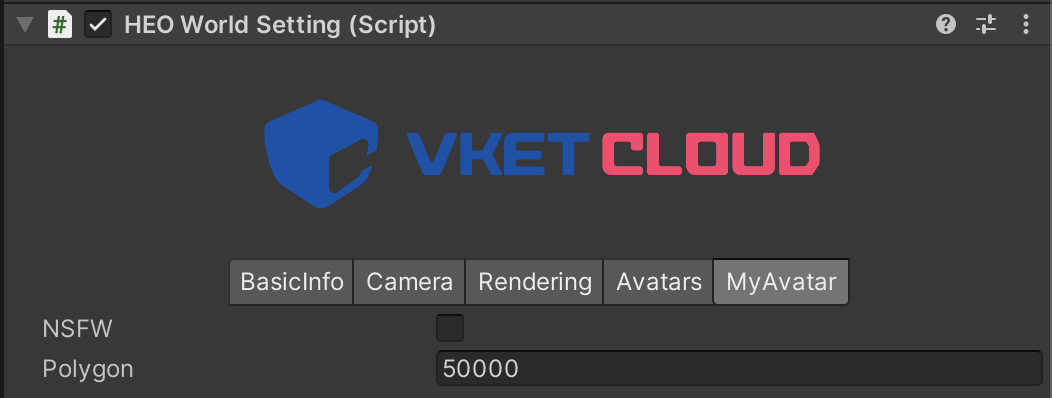 # HEO World Setting (Script)
VKET CLOUD
BasicInfo Camera Rendering Avatars MyAvatar
NSFW
Polygon 50000